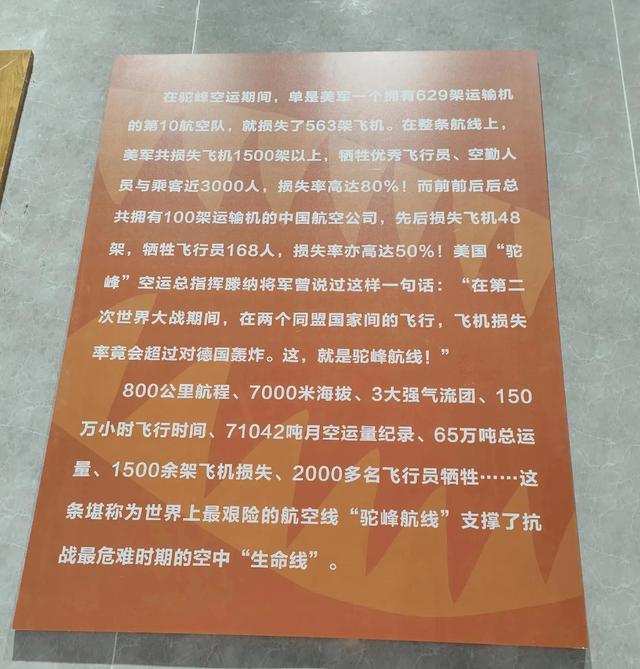 在驼峰空运期间，单是美军一个拥有629架运输机
的第10航空队，就损失了563架飞机。在整条航线上，
美军共损失飞机1500架以上，牺牲优秀飞行员、空勤人
员与乘客近3000人，损失率高达80%！而前前后后总
共拥有100架运输机的中国航空公司，先后损失飞机48
架，牺牲飞行员168人，损失率亦高达50%！美国“驼
峰”空运总指挥滕纳将军曾说过这样一句话：“在第二
次世界大战期间，在两个同盟国家间的飞行，飞机损失
率竟会超过对德国轰炸。这，就是驼峰航线！”
800公里航程、7000米海拔、3大强气流团、150
万小时飞行时间、71042吨月空运量纪录、65万吨总运
量、1500余架飞机损失、2000多名飞行员牺牲……这
条堪称为世界上最艰险的航空线“驼峰航线”支撑了抗
战最危难时期的空中“生命线”。